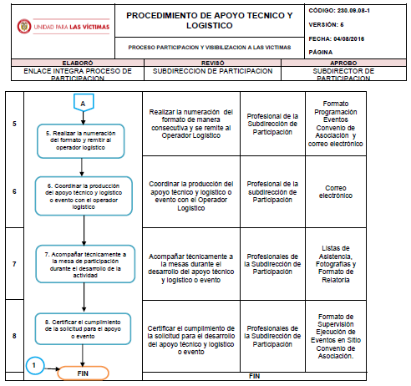 UNIDAD PARA LAS VÍCTIMAS
PROCEDIMIENTO DE APOYO TECNICO Y
LOGISTICO
PROCESO PARTICIPACION Y VISIBILIZACION A LAS VICTIMAS
CÓDIGO: 230.09.08-1
VERSIÓN: 5
FECHA: 04/08/2016
PÁGINA
ELABORÓ
REVISÓ
APROBO
ENLACE INTEGRA PROCESO DE
PARTICIPACION
SUBDIRECCION DE PARTICIPACION
SUBDIRECTOR DE
PARTICIPACION
A
5
5. Realizar la numeración
del formato y remitir al
operador logístico
Realizar la numeración del
formato de manera
consecutiva y se remite al
Operador Logístico
Profesional de la
Subdirección de
Participación
Formato
Programación
Eventos
Convenio de
Asociación y
correo electrónico
6
6. Coordinar la producción
del apoyo técnico y logístico
o evento con el operador
logístico
Coordinar la producción del
apoyo técnico y logístico o
evento con el Operador
Logístico
Profesional de la
subdirección de
Participación
Correo
electrónico
7
7. Acompañar técnicamente a
la mesa de participación
durante el desarrollo de la
actividad
Acompañar técnicamente a
la mesas durante el
desarrollo del apoyo técnico
y logístico o evento
Profesionales de
la Subdirección de
Participación
Listas de
Asistencia,
Fotografías y
Formato de
Relatoría
8
8. Certificar el cumplimiento
de la solicitud para el apoyo
o evento
Certificar el cumplimiento de
la solicitud para el desarrollo
del apoyo técnico y logístico
o evento
Profesionales de
la Subdirección de
Participación
Formato de
Supervisión
Ejecución de
Eventos en Sitio
Convenio de
Asociación.
1
FIN
FIN